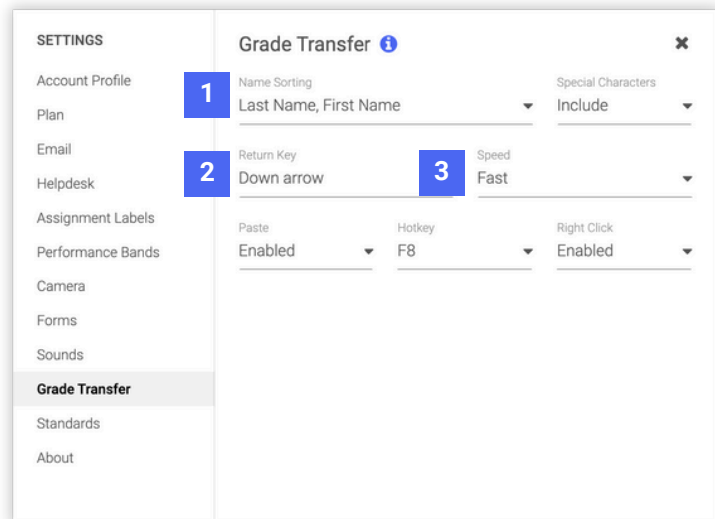 SETTINGS
Account Profile
Plan
Email
Helpdesk
Assignment Labels
Performance Bands
Camera
Forms
Sounds
Grade Transfer
Standards
About
Grade Transfer i
1
Name Sorting
Last Name, First Name
Special Characters
Include
2
Return Key
Down arrow
3
Speed
Fast
Paste
Enabled
Hotkey
F8
Right Click
Enabled